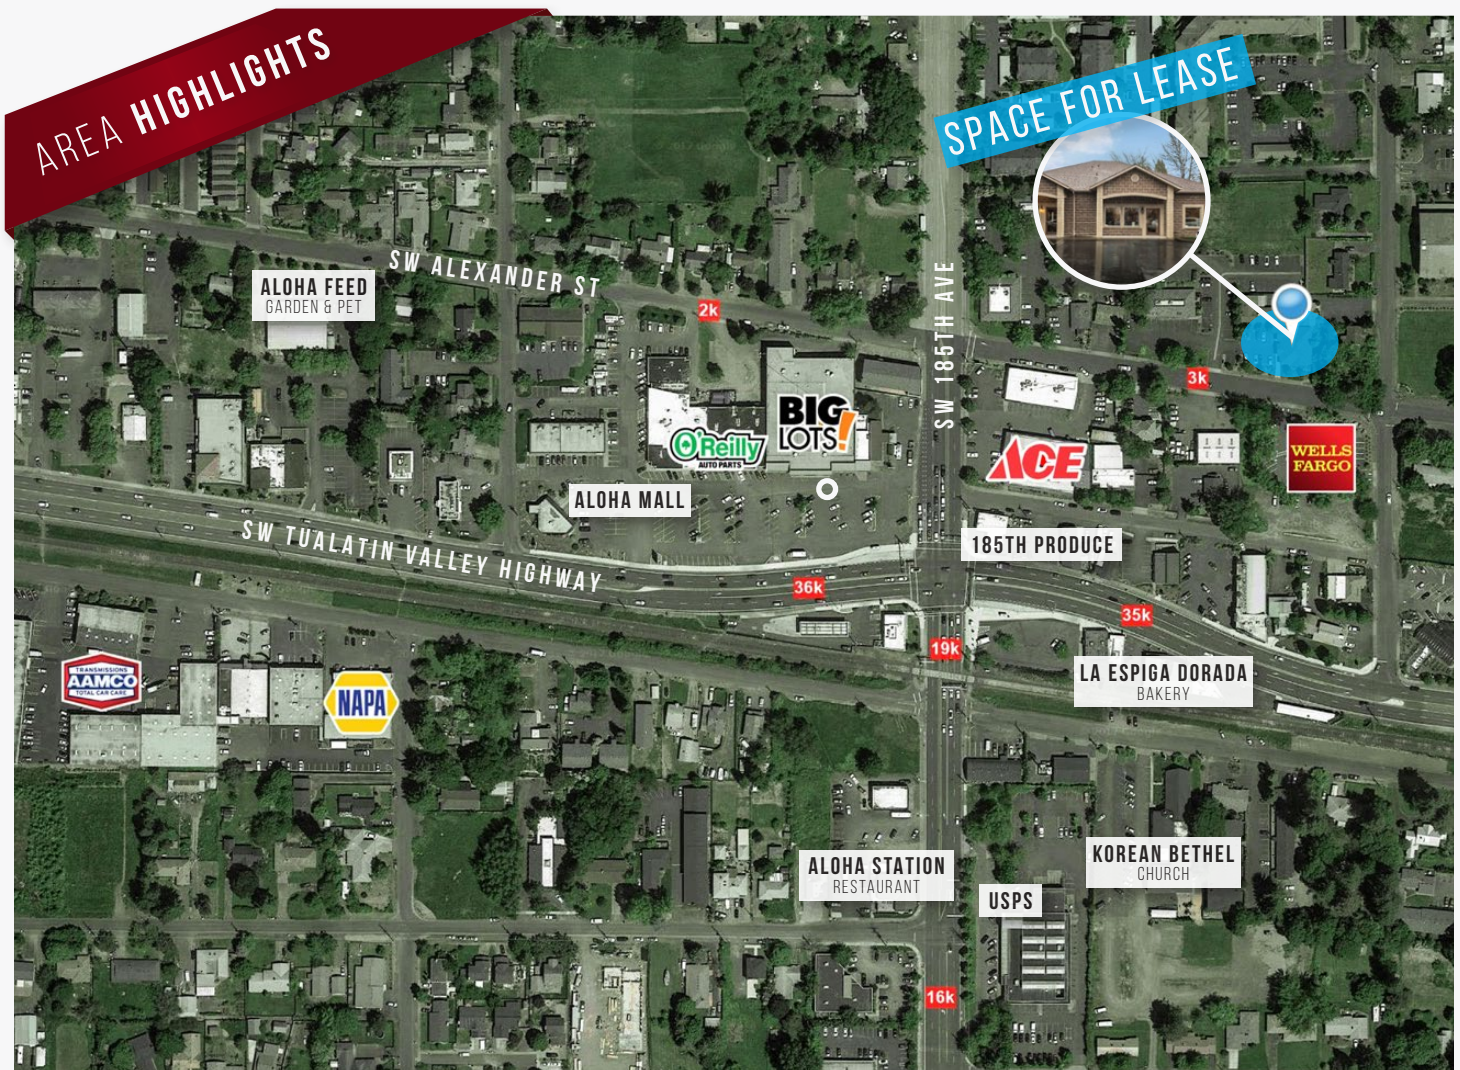 AREA HIGHLIGHTS
SPACE FOR LEASE
SW ALEXANDER ST
ALOHA FEED
GARDEN & PET
2k
SW 185TH AVE
3k
BIG
LOTS!
O'Reilly
AUTO PARTS
ACE
WELLS
FARGO
ALOHA MALL
SW TUALATIN VALLEY HIGHWAY
185TH PRODUCE
36k
35k
19k
TRANSMISSIONS
AAMCO
TOTAL CAR CARE
NAPA
LA ESPIGA DORADA
BAKERY
ALOHA STATION
RESTAURANT
KOREAN BETHEL
CHURCH
USPS
16k